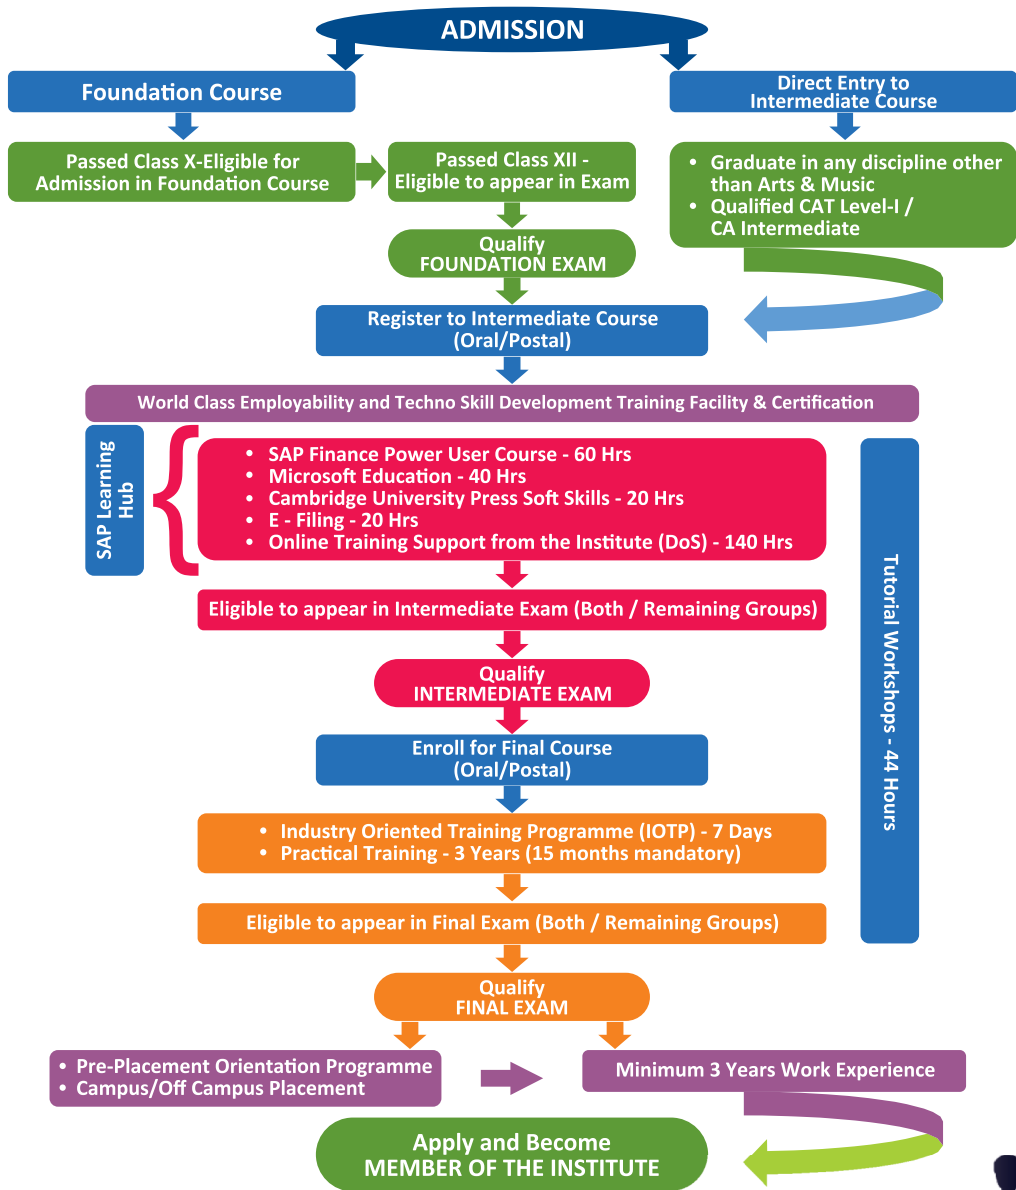 ADMISSION
Foundation Course
Direct Entry to
Intermediate Course
Passed Class X-Eligible for
Admission in Foundation Course
Passed Class XII -
Eligible to appear in Exam
• Graduate in any discipline other
than Arts & Music
• Qualified CAT Level-I /
CA Intermediate
Qualify
FOUNDATION EXAM
Register to Intermediate Course
(Oral/Postal)
World Class Employability and Techno Skill Development Training Facility & Certification
SAP Learning
Hub
• SAP Finance Power User Course - 60 Hrs
• Microsoft Education - 40 Hrs
• Cambridge University Press Soft Skills - 20 Hrs
• E - Filing - 20 Hrs
• Online Training Support from the Institute (DoS) - 140 Hrs
Tutorial Workshops - 44 Hours
Eligible to appear in Intermediate Exam (Both / Remaining Groups)
Qualify
INTERMEDIATE EXAM
Enroll for Final Course
(Oral/Postal)
• Industry Oriented Training Programme (IOTP) - 7 Days
• Practical Training - 3 Years (15 months mandatory)
Eligible to appear in Final Exam (Both / Remaining Groups)
Qualify
FINAL EXAM
• Pre-Placement Orientation Programme
• Campus/Off Campus Placement
Minimum 3 Years Work Experience
Apply and Become
MEMBER OF THE INSTITUTE